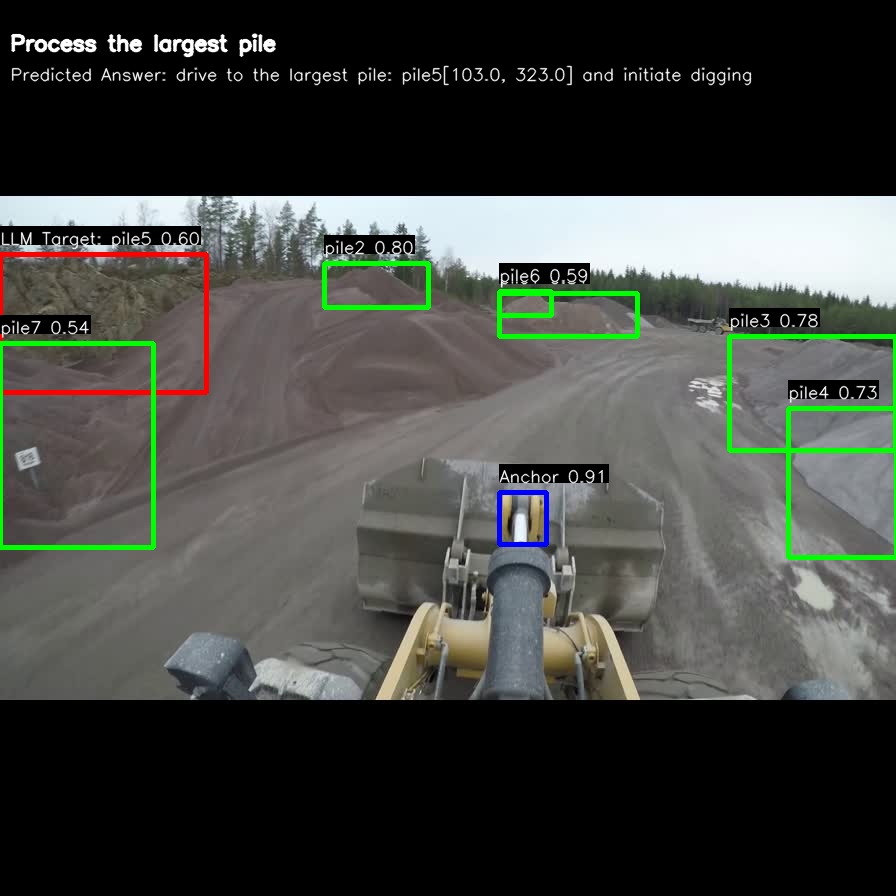 Process the largest pile
Predicted Answer: drive to the largest pile: pile5[103.0, 323.0] and initiate digging
LLM Target: pile5 0.60
pile2 0.80
pile6 0.59
pile7 0.54
pile3 0.78
pile4 0.73
Anchor 0.91